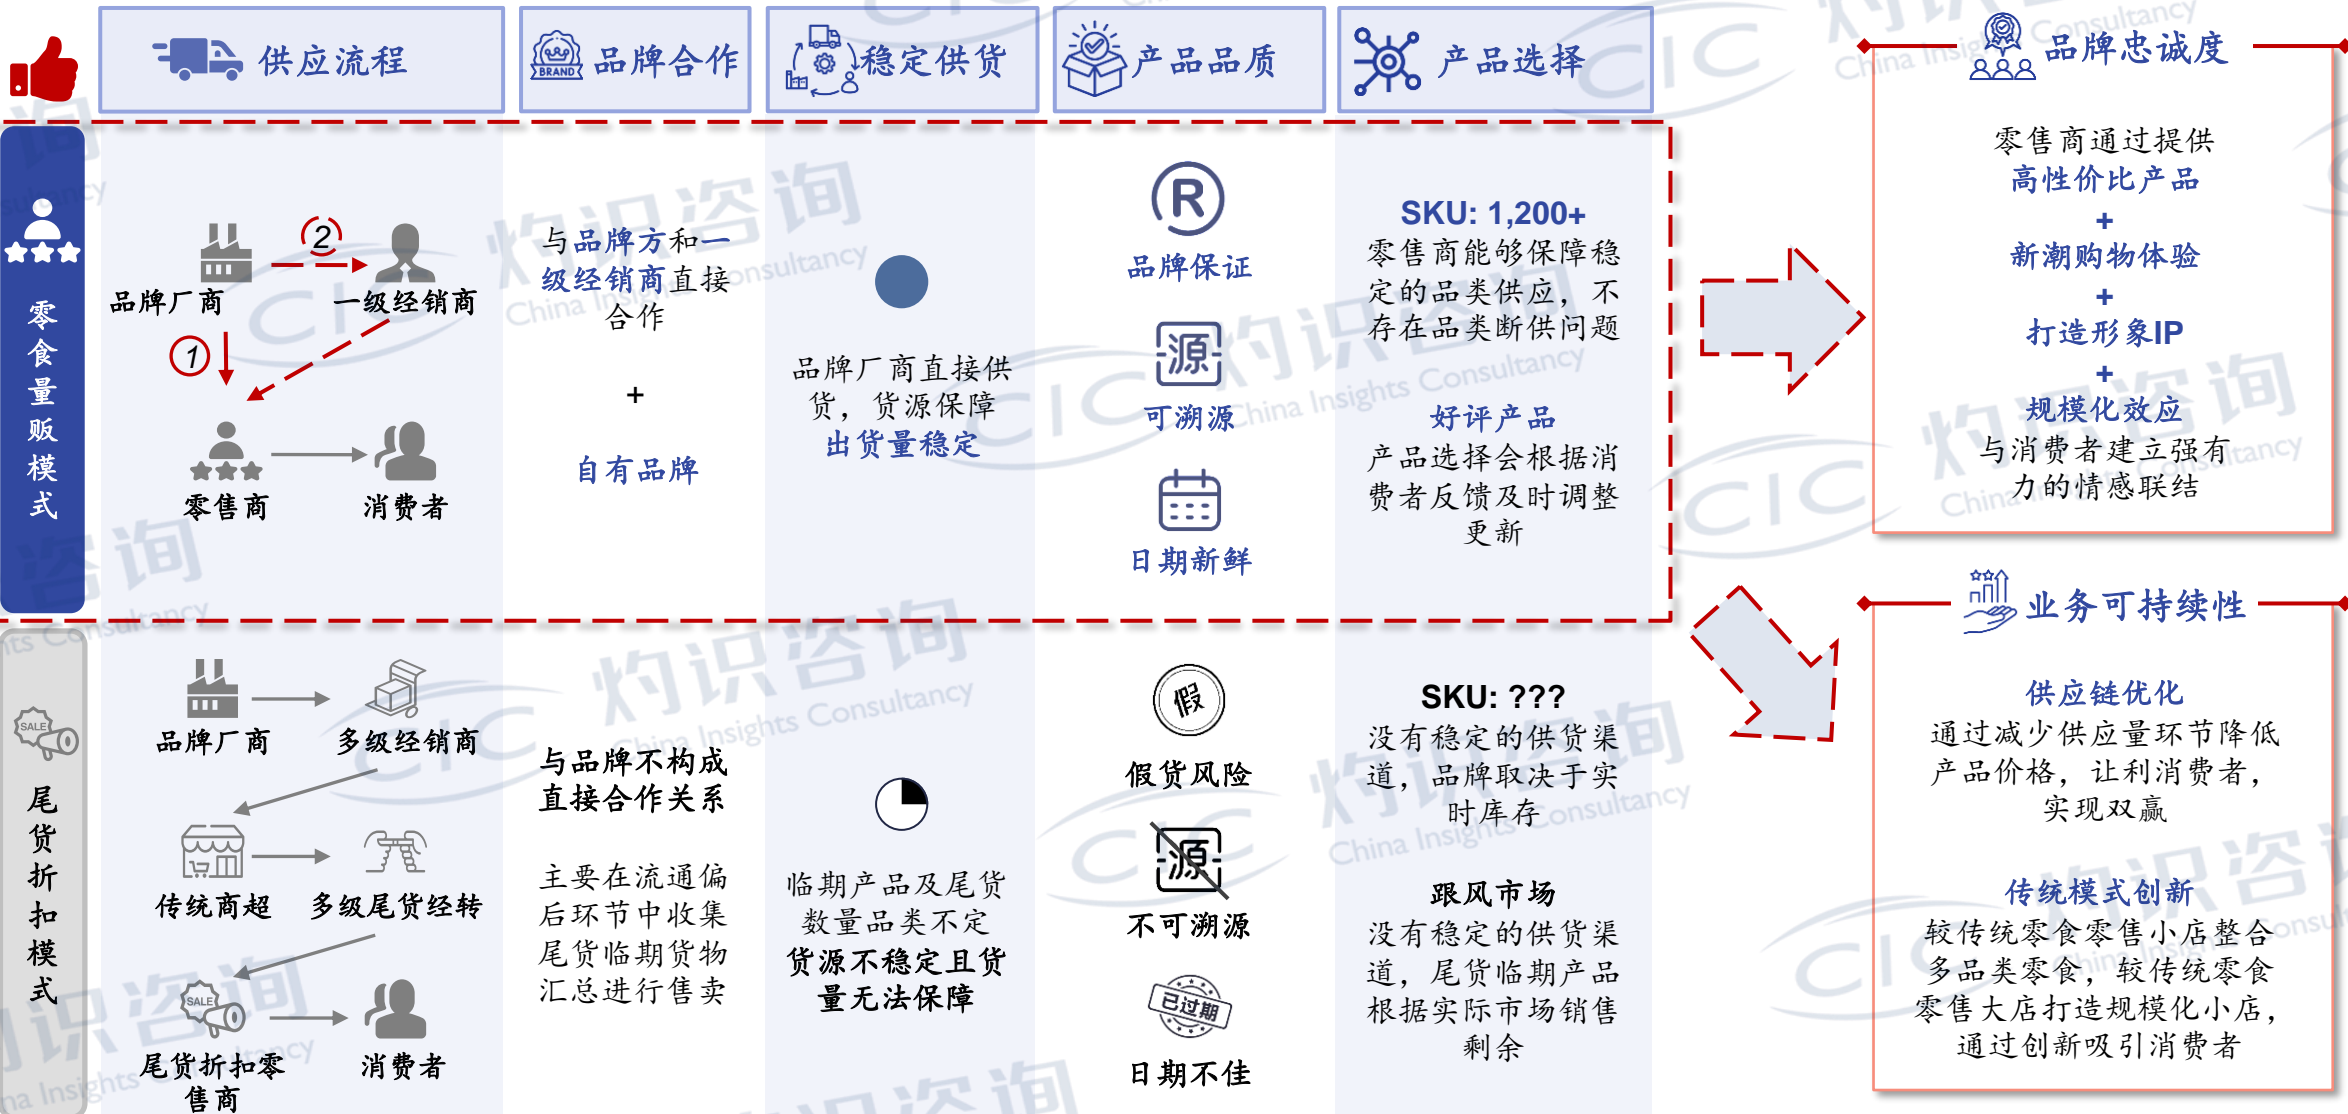 供应流程
品牌合作
稳定供货
产品品质
产品选择
BRAND
零食量贩模式
品牌厂商
2
一级经销商
1
零售商
消费者
与品牌方和一
级经销商直接
合作
+
自有品牌
品牌厂商直接供
货，货源保障
出货量稳定
R
品牌保证
源
可溯源
日期新鲜
SKU: 1,200+
零售商能够保障稳
定的品类供应，不
存在品类断供问题
好评产品
产品选择会根据消
费者反馈及时调整
更新
尾货折扣模式
SALE
品牌厂商
多级经销商
传统商超
多级尾货经转
SALE
尾货折扣零
售商
消费者
与品牌不构成
直接合作关系
主要在流通偏
后环节中收集
尾货临期货物
汇总进行售卖
临期产品及尾货
数量品类不定
货源不稳定且货
量无法保障
假
假货风险
源
不可溯源
已过期
日期不佳
SKU: ???
没有稳定的供货渠
道，品牌取决于实
时库存
跟风市场
没有稳定的供货渠
道，尾货临期产品
根据实际市场销售
剩余
品牌忠诚度
零售商通过提供
高性价比产品
+
新潮购物体验
+
打造形象IP
+
规模化效应
与消费者建立强有
力的情感联结
业务可持续性
供应链优化
通过减少供应量环节降低
产品价格，让利消费者，
实现双赢
传统模式创新
较传统零食零售小店整合
多品类零食，较传统零食
零售大店打造规模化小店，
通过创新吸引消费者
CIC 灼识咨询
China Insights Consultancy